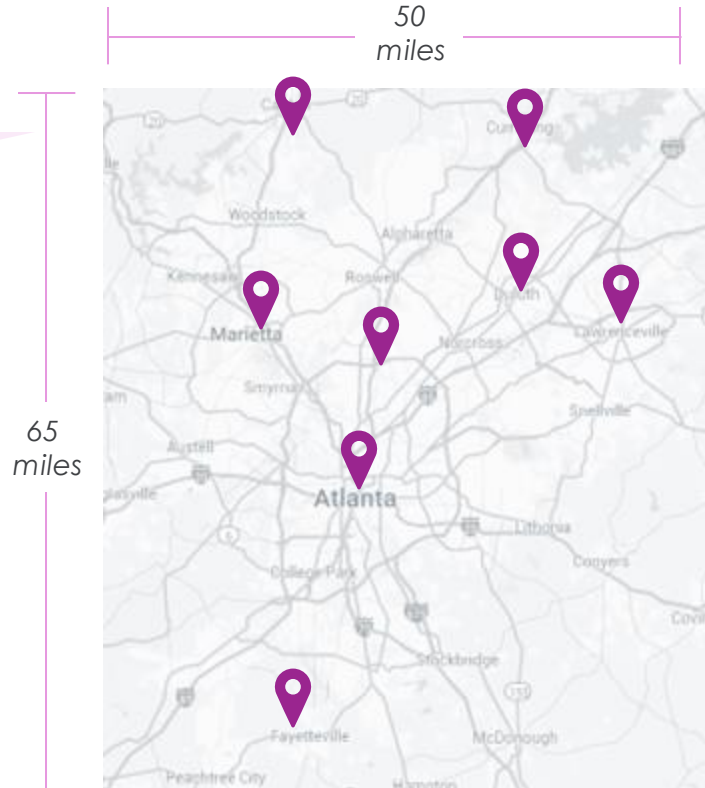 50
miles
65
miles
Woodstock
Alpharetta
Kennesaw
Roswell
Duluth
Marietta
Norcross
Lawrenceville
Smyrna
Snellville
Austell
Atlanta
Lithonia
Conyers
College Park
Stockbridge
Fayetteville
McDonough
Peachtree City
Hampton